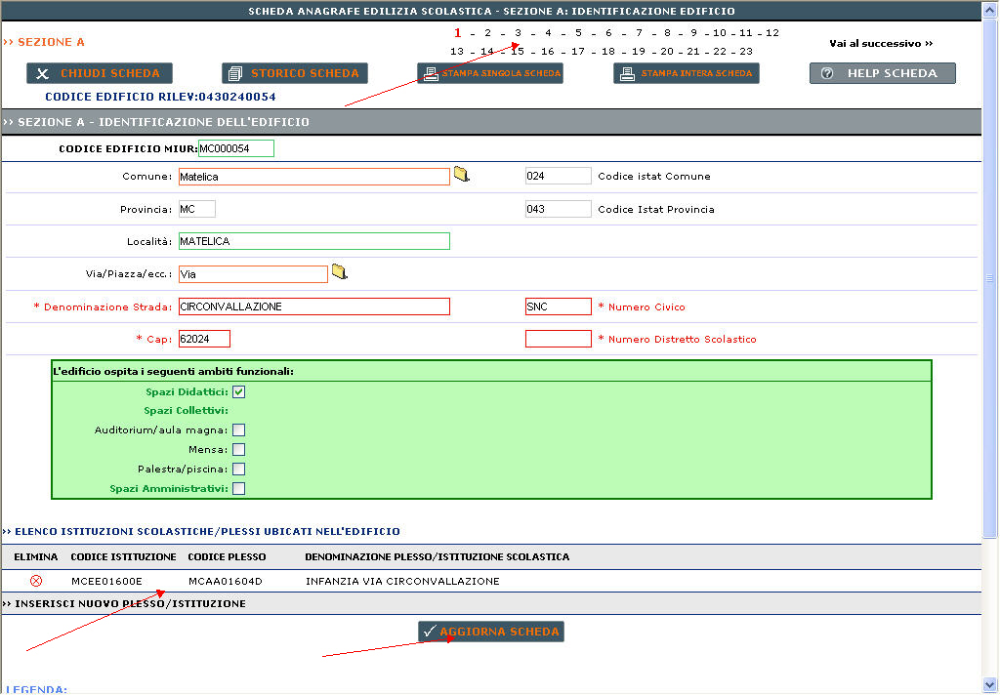 SCHEDA ANAGRAFE EDILIZIA SCOLASTICA - SEZIONE A: IDENTIFICAZIONE EDIFICIO
›› SEZIONE A
1 - 2 - 3 - 4 - 5 - 6 - 7 - 8 - 9 - 10 - 11 - 12
13 - 14 - 15 - 16 - 17 - 18 - 19 - 20 - 21 - 22 - 23
Vai al successivo ››
CHIUDI SCHEDA STORICO SCHEDA STAMPA SINGOLA SCHEDA STAMPA INTERA SCHEDA HELP SCHEDA
CODICE EDIFICIO RILEV:0430240054
›› SEZIONE A - IDENTIFICAZIONE DELL'EDIFICIO
CODICE EDIFICIO MIUR: MC000054
Comune: Matelica 024 Codice istat Comune
Provincia: MC 043 Codice Istat Provincia
Località: MATELICA
Via/Piazza/ecc.: Via
* Denominazione Strada: CIRCONVALLAZIONE SNC * Numero Civico
* Cap: 62024 * Numero Distretto Scolastico
L'edificio ospita i seguenti ambiti funzionali:
Spazi Didattici:
Spazi Collettivi:
Auditorium/aula magna:
Mensa:
Palestra/piscina:
Spazi Amministrativi:
›› ELENCO ISTITUZIONI SCOLASTICHE/PLESSI UBICATI NELL'EDIFICIO
ELIMINA CODICE ISTITUZIONE CODICE PLESSO DENOMINAZIONE PLESSO/ISTITUZIONE SCOLASTICA
MCEE01600E MCAA01604D INFANZIA VIA CIRCONVALLAZIONE
›› INSERISCI NUOVO PLESSO/ISTITUZIONE
AGGIORNA SCHEDA
LEGENDA: